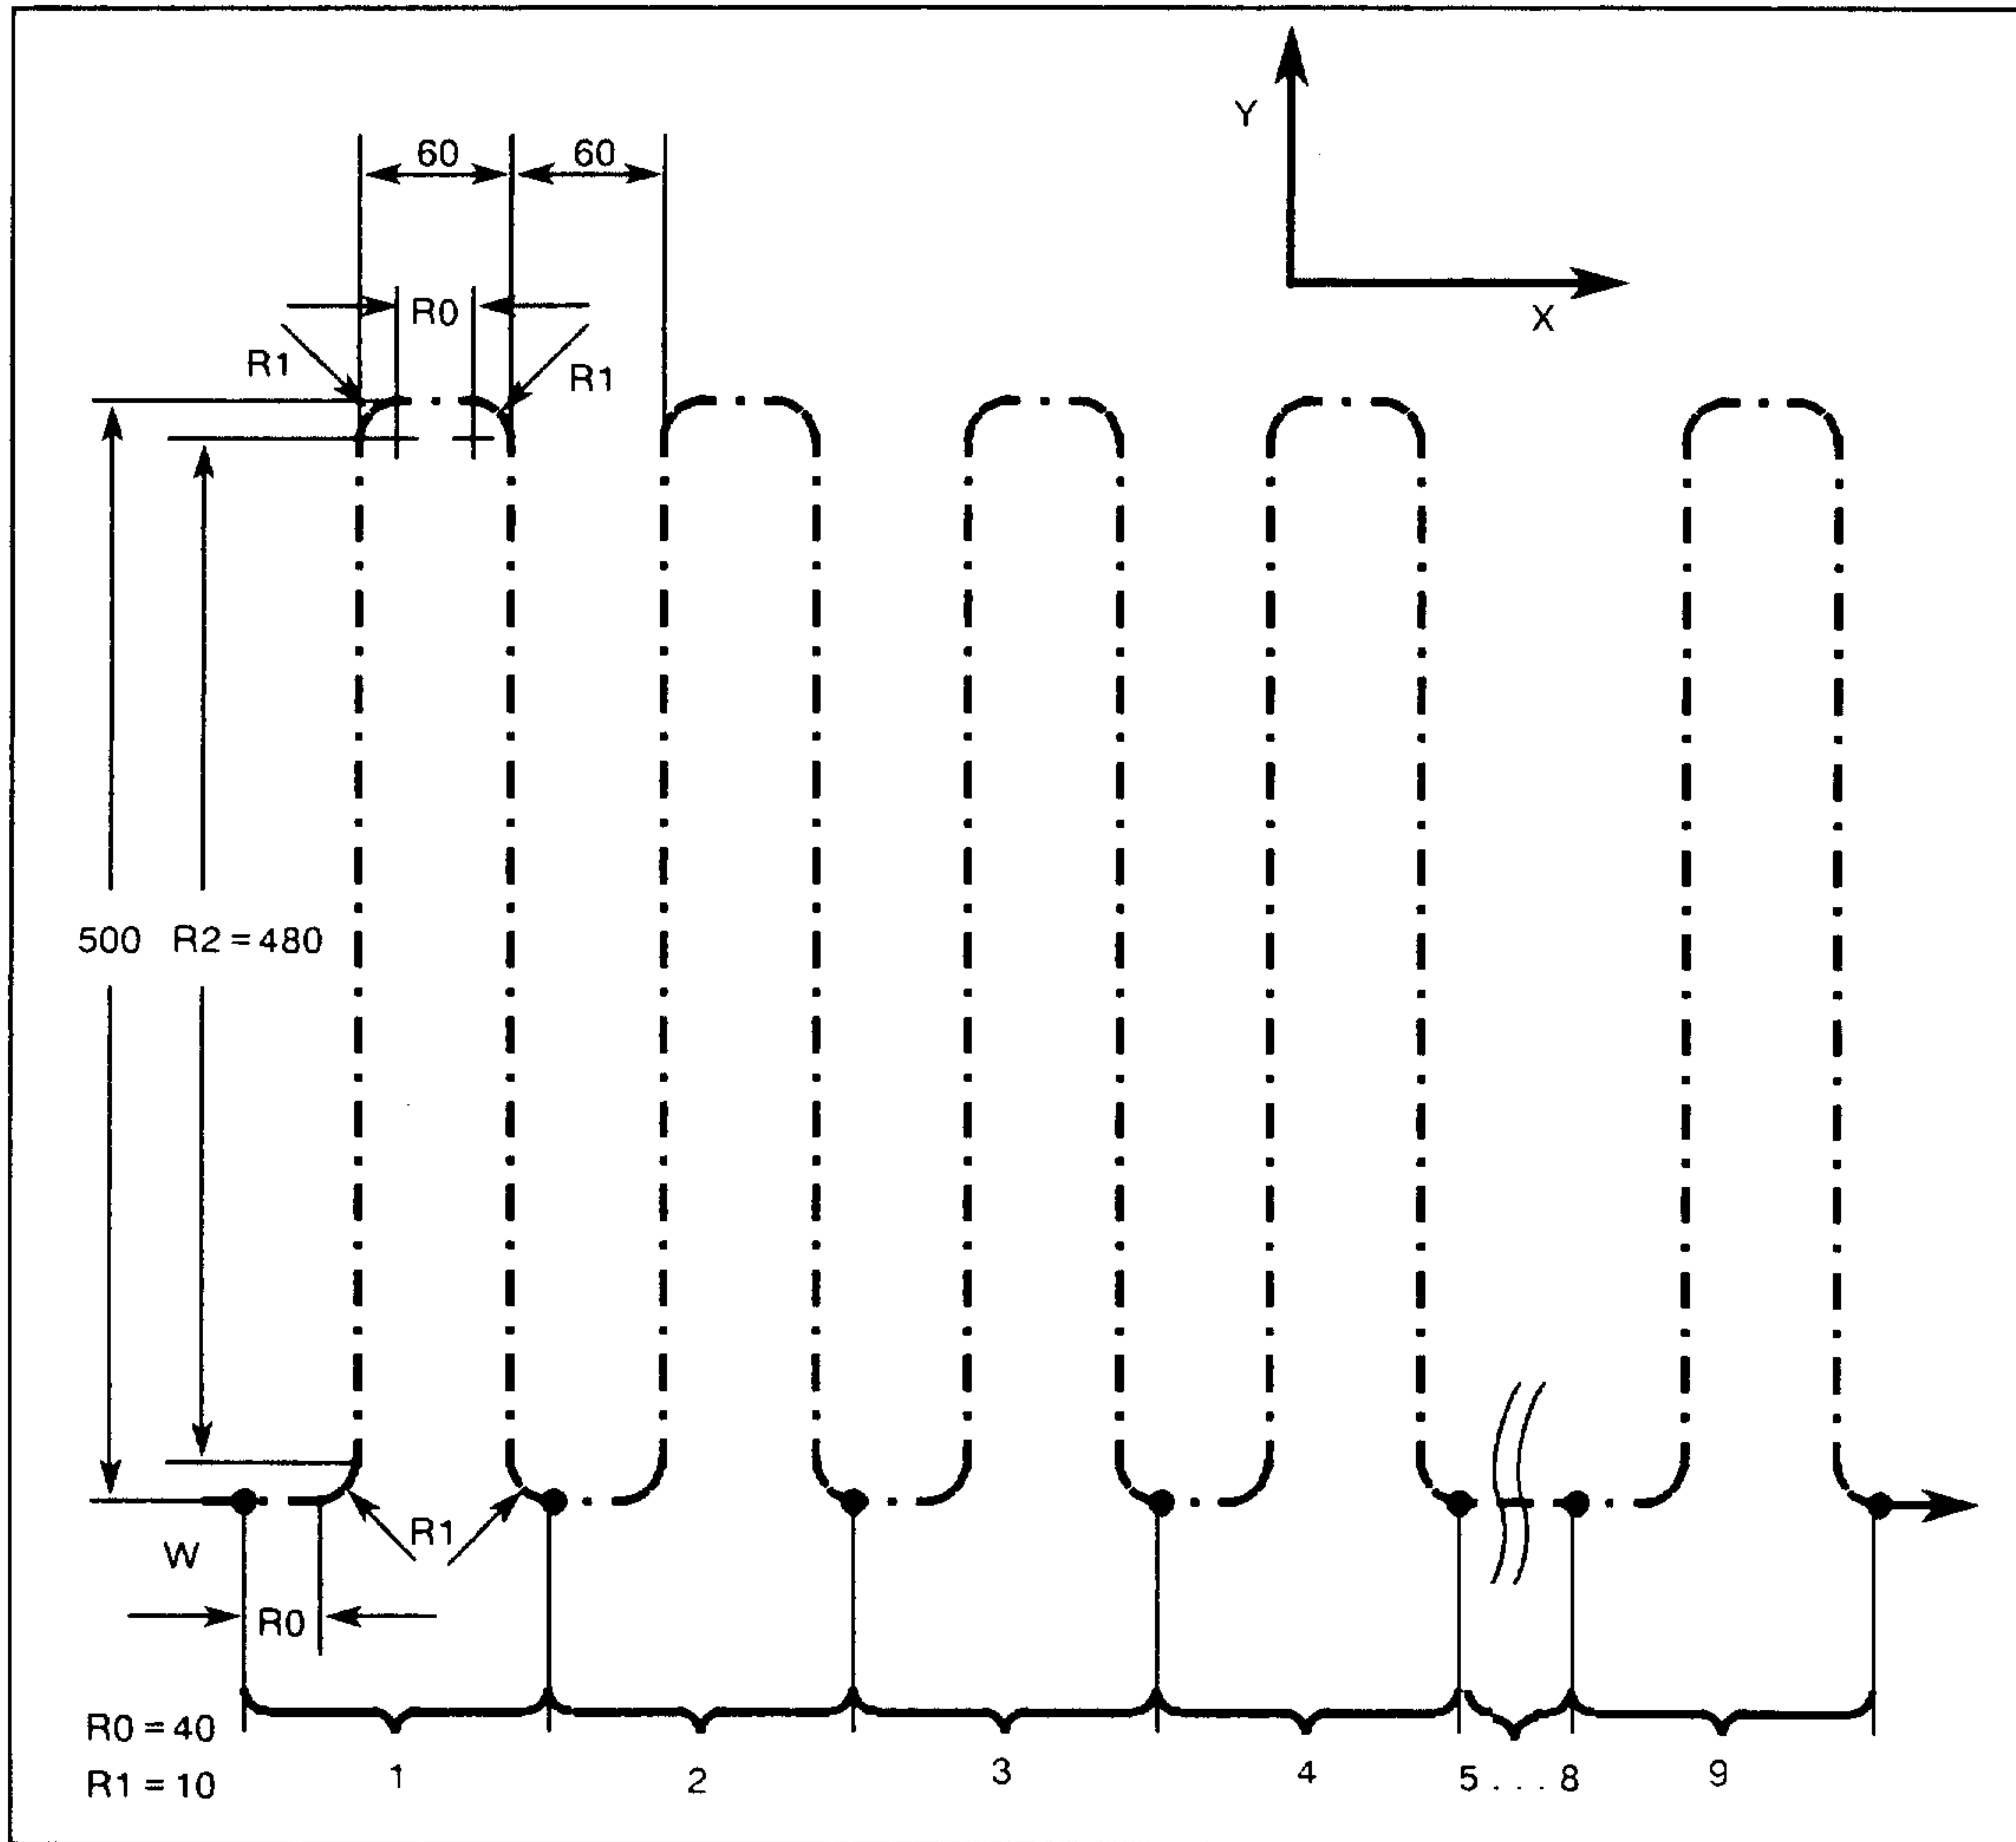 60 60
Y
R0
X
R1 R1
500 R2 = 480
R1
W
R0
R0 = 40
R1 = 10
1 2 3 4 5 . . . . 8 9